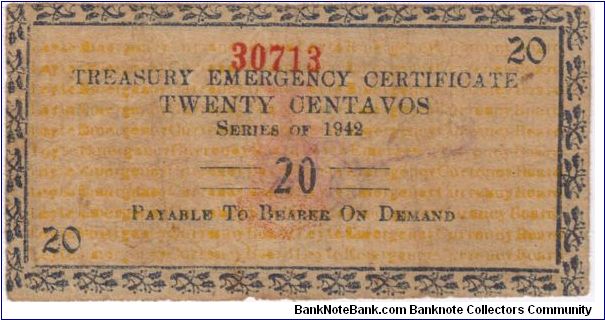 20
30713
TREASURY EMERGENCY CERTIFICATE
TWENTY CENTAVOS
SERIES OF 1942
20
PAYABLE TO BEARER ON DEMAND
20
BankNoteBank.com Banknote Collectors Community